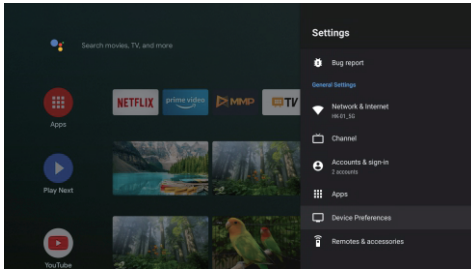 Search movies, TV, and more
Apps
NETFLIX
prime video
MMP
TV
Play Next
YouTube
Settings
Bug report
General Settings
Network & Internet
HK-01_5G
Channel
Accounts & sign-in
2 accounts
Apps
Device Preferences
Remotes & accessories